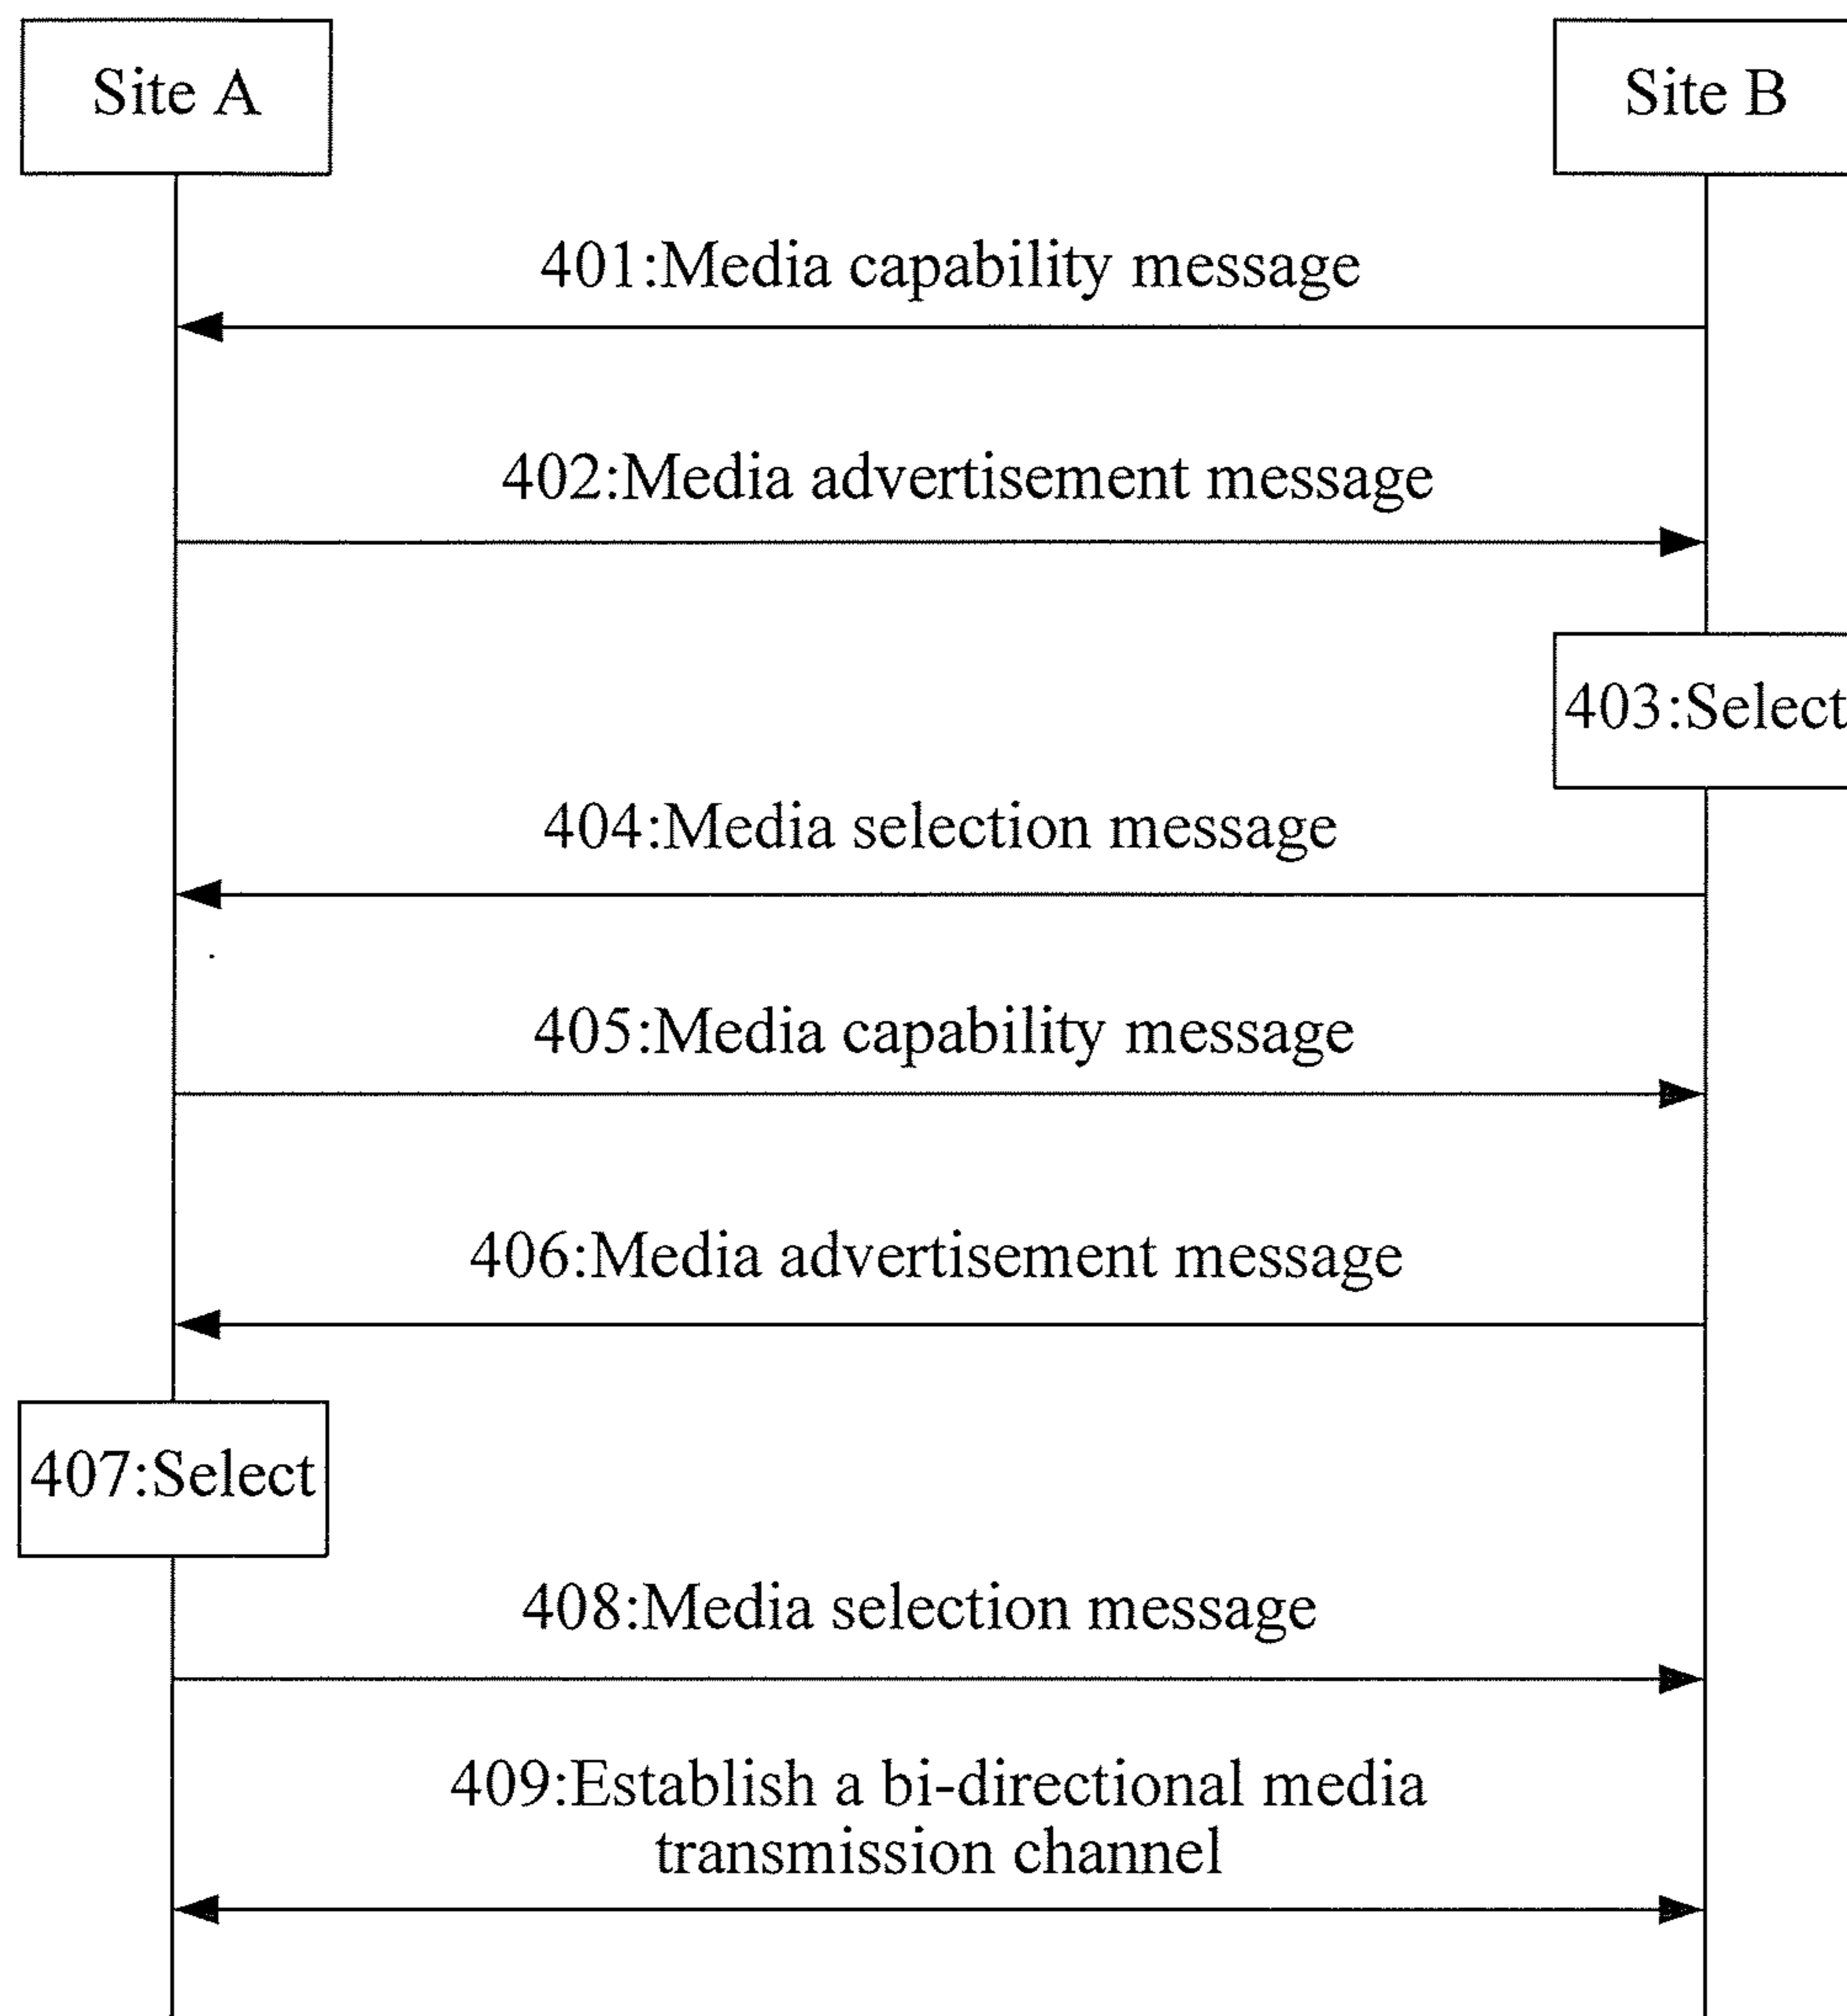 Site A
Site B
401:Media capability message
402:Media advertisement message
403:Select
404:Media selection message
405:Media capability message
406:Media advertisement message
407:Select
408:Media selection message
409:Establish a bi-directional media
transmission channel